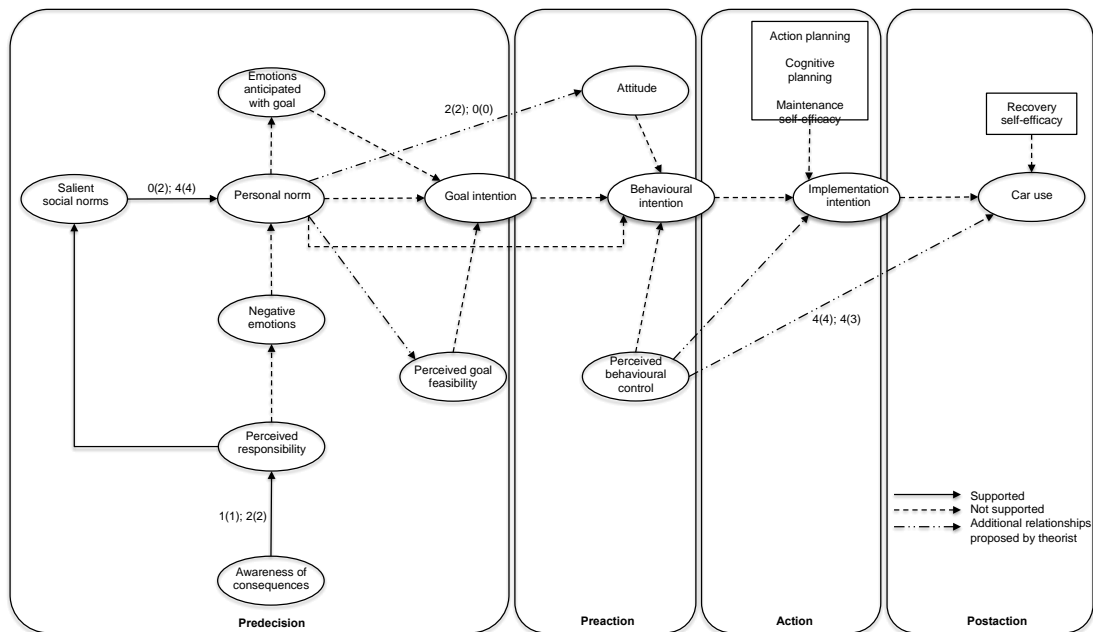 Action planning
Cognitive
planning
Maintenance
self-efficacy
Emotions
anticipated
with goal
Attitude
Recovery
self-efficacy
2(2); 0(0)
Salient
social norms
0(2); 4(4)
Personal norm
Goal intention
Behavioural
intention
Implementation
intention
Car use
Negative
emotions
4(4); 4(3)
Perceived goal
feasibility
Perceived
behavioural
control
Perceived
responsibility
Supported
Not supported
Additional relationships
proposed by theorist
1(1); 2(2)
Awareness of
consequences
Predecision
Preaction
Action
Postaction